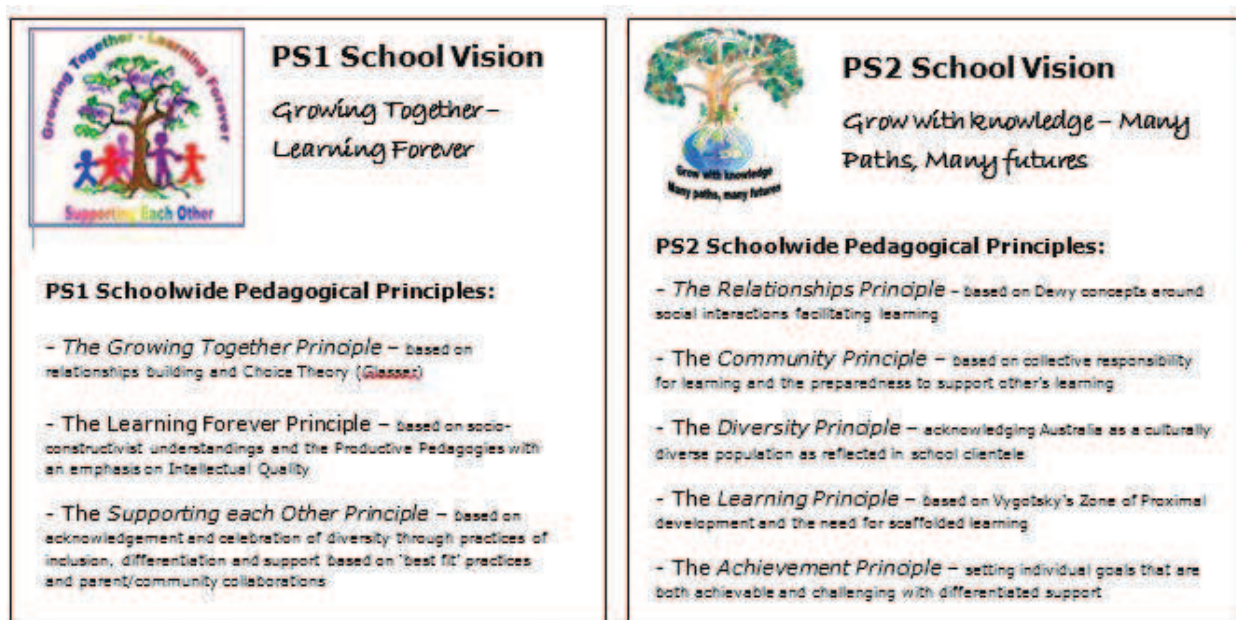 Growing Together - Learning Forever
Supporting Each Other
PS1 School Vision
Growing Together –
Learning Forever
PS1 Schoolwide Pedagogical Principles:
- The Growing Together Principle – based on
relationships building and Choice Theory (Glasser)
- The Learning Forever Principle – based on socio-
constructivist understandings and the Productive Pedagogies with
an emphasis on Intellectual Quality
- The Supporting each Other Principle – based on
acknowledgement and celebration of diversity through practices of
inclusion, differentiation and support based on 'best fit' practices
and parent/community collaborations
Grow with knowledge
Many paths, many futures
PS2 School Vision
Grow with knowledge – Many
Paths, Many futures
PS2 Schoolwide Pedagogical Principles:
- The Relationships Principle – based on Dewy concepts around
social interactions facilitating learning
- The Community Principle – based on collective responsibility
for learning and the preparedness to support other's learning
- The Diversity Principle – acknowledging Australia as a culturally
diverse population as reflected in school clientele
- The Learning Principle – based on Vygotsky's Zone of Proximal
development and the need for scaffolded learning
- The Achievement Principle – setting individual goals that are
both achievable and challenging with differentiated support